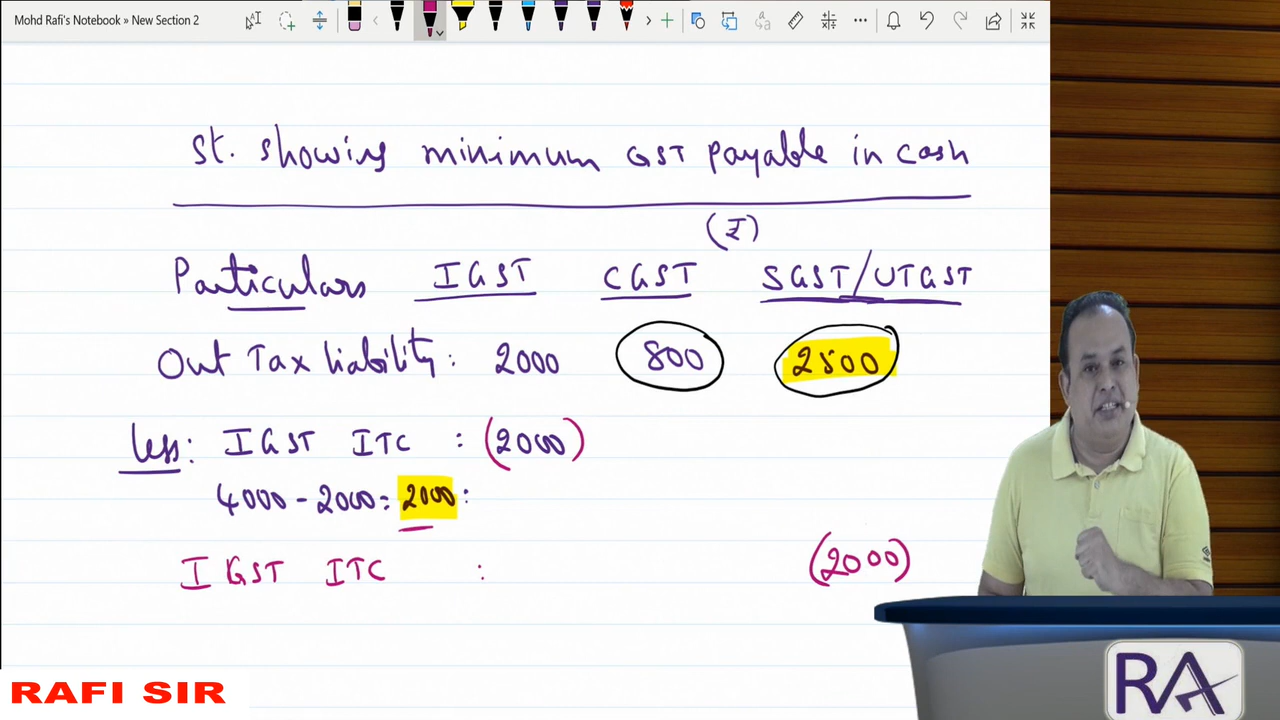 Mohd Rafi's Notebook » New Section 2
St. showing minimum GST payable in cash
(₹)
Particulars IGST CGST SGST/UTGST
Out Tax liability: 2000 800 2500
Less: IGST ITC : (2000)
4000 - 2000 = 2000 :
IGST ITC : (2000)
RAFI SIR
RA